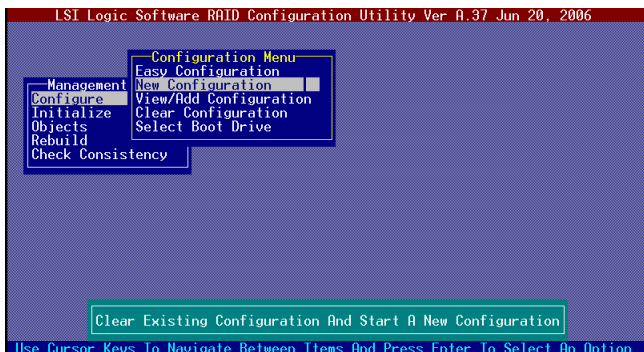 LSI Logic Software RAID Configuration Utility Ver A.37 Jun 20, 2006
Configuration Menu
Easy Configuration
New Configuration
View/Add Configuration
Clear Configuration
Select Boot Drive
Management
Configure
Initialize
Objects
Rebuild
Check Consistency
Clear Existing Configuration And Start A New Configuration
Use Cursor Keys To Navigate Between Items And Press Enter To Select An Option